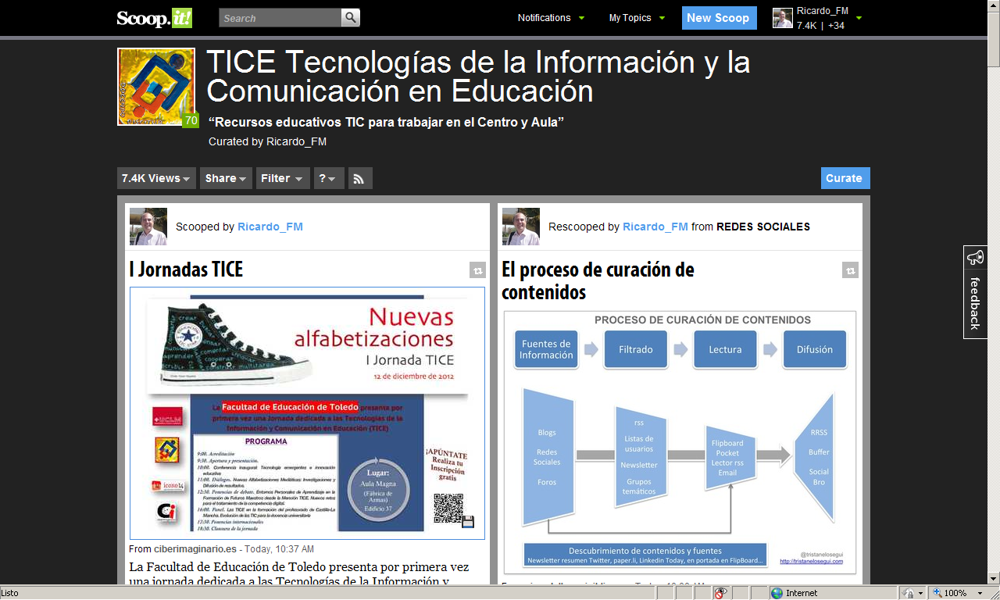 Scoop.it!
Search
Notifications
My Topics
New Scoop
Ricardo_FM
7.4K | +34
TICE Tecnologías de la Información y la
Comunicación en Educación
70
“Recursos educativos TIC para trabajar en el Centro y Aula”
Curated by Ricardo_FM
7.4K Views
Share
Filter
?
Curate
Scooped by Ricardo_FM
I Jornadas TICE
Nuevas
alfabetizaciones
I Jornada TICE
12 de diciembre de 2012
La Facultad de Educación de Toledo presenta por
primera vez una Jornada dedicada a las Tecnologías de la
Información y Comunicación en Educación (TICE)
UCLM
icono14
PROGRAMA
9:00. Acreditación
9:30. Apertura y presentación.
10:00. Conferencia inaugural: Tecnología emergentes e innovación
educativa
11:00. Diálogos. Nuevas Alfabetizaciones Mediáticas: Investigaciones y
Difusión de resultados.
12:30. Ponencias de debate. Entornos Personales de Aprendizaje en la
Formación de Futuros Maestros desde la Mención TICE. Nuevos retos
para el tratamiento de la competencia digital.
16:00. Panel. Las TICE en la formación del profesorado de Castilla-La
Mancha. Evolución de las TIC para la docencia universitaria
17:30. Ponencias internacionales
18:30. Clausura de la jornada
Lugar:
Aula Magna
(Fábrica de
Armas)
Edificio 37
¡APÚNTATE
Realiza tu
Inscripción
gratis
From ciberimaginario.es - Today, 10:37 AM
La Facultad de Educación de Toledo presenta por primera vez
una jornada dedicada a las Tecnologías de la Información y
Rescooped by Ricardo_FM from REDES SOCIALES
El proceso de curación de
contenidos
PROCESO DE CURACIÓN DE CONTENIDOS
Fuentes de
Información
Filtrado
Lectura
Difusión
Blogs
Redes
Sociales
Foros
rss
Listas de
usuarios
Newsletter
Grupos
temáticos
Flipboard
Pocket
Lector rss
Email
RRSS
Buffer
Social
Bro
Descubrimiento de contenidos y fuentes
Newsletter resumen Twitter, paper.li, Linkedin Today, en portada en FlipBoard...
@tristanelosegui
http://tristanelosegui.com
feedback
Listo
Internet
100%